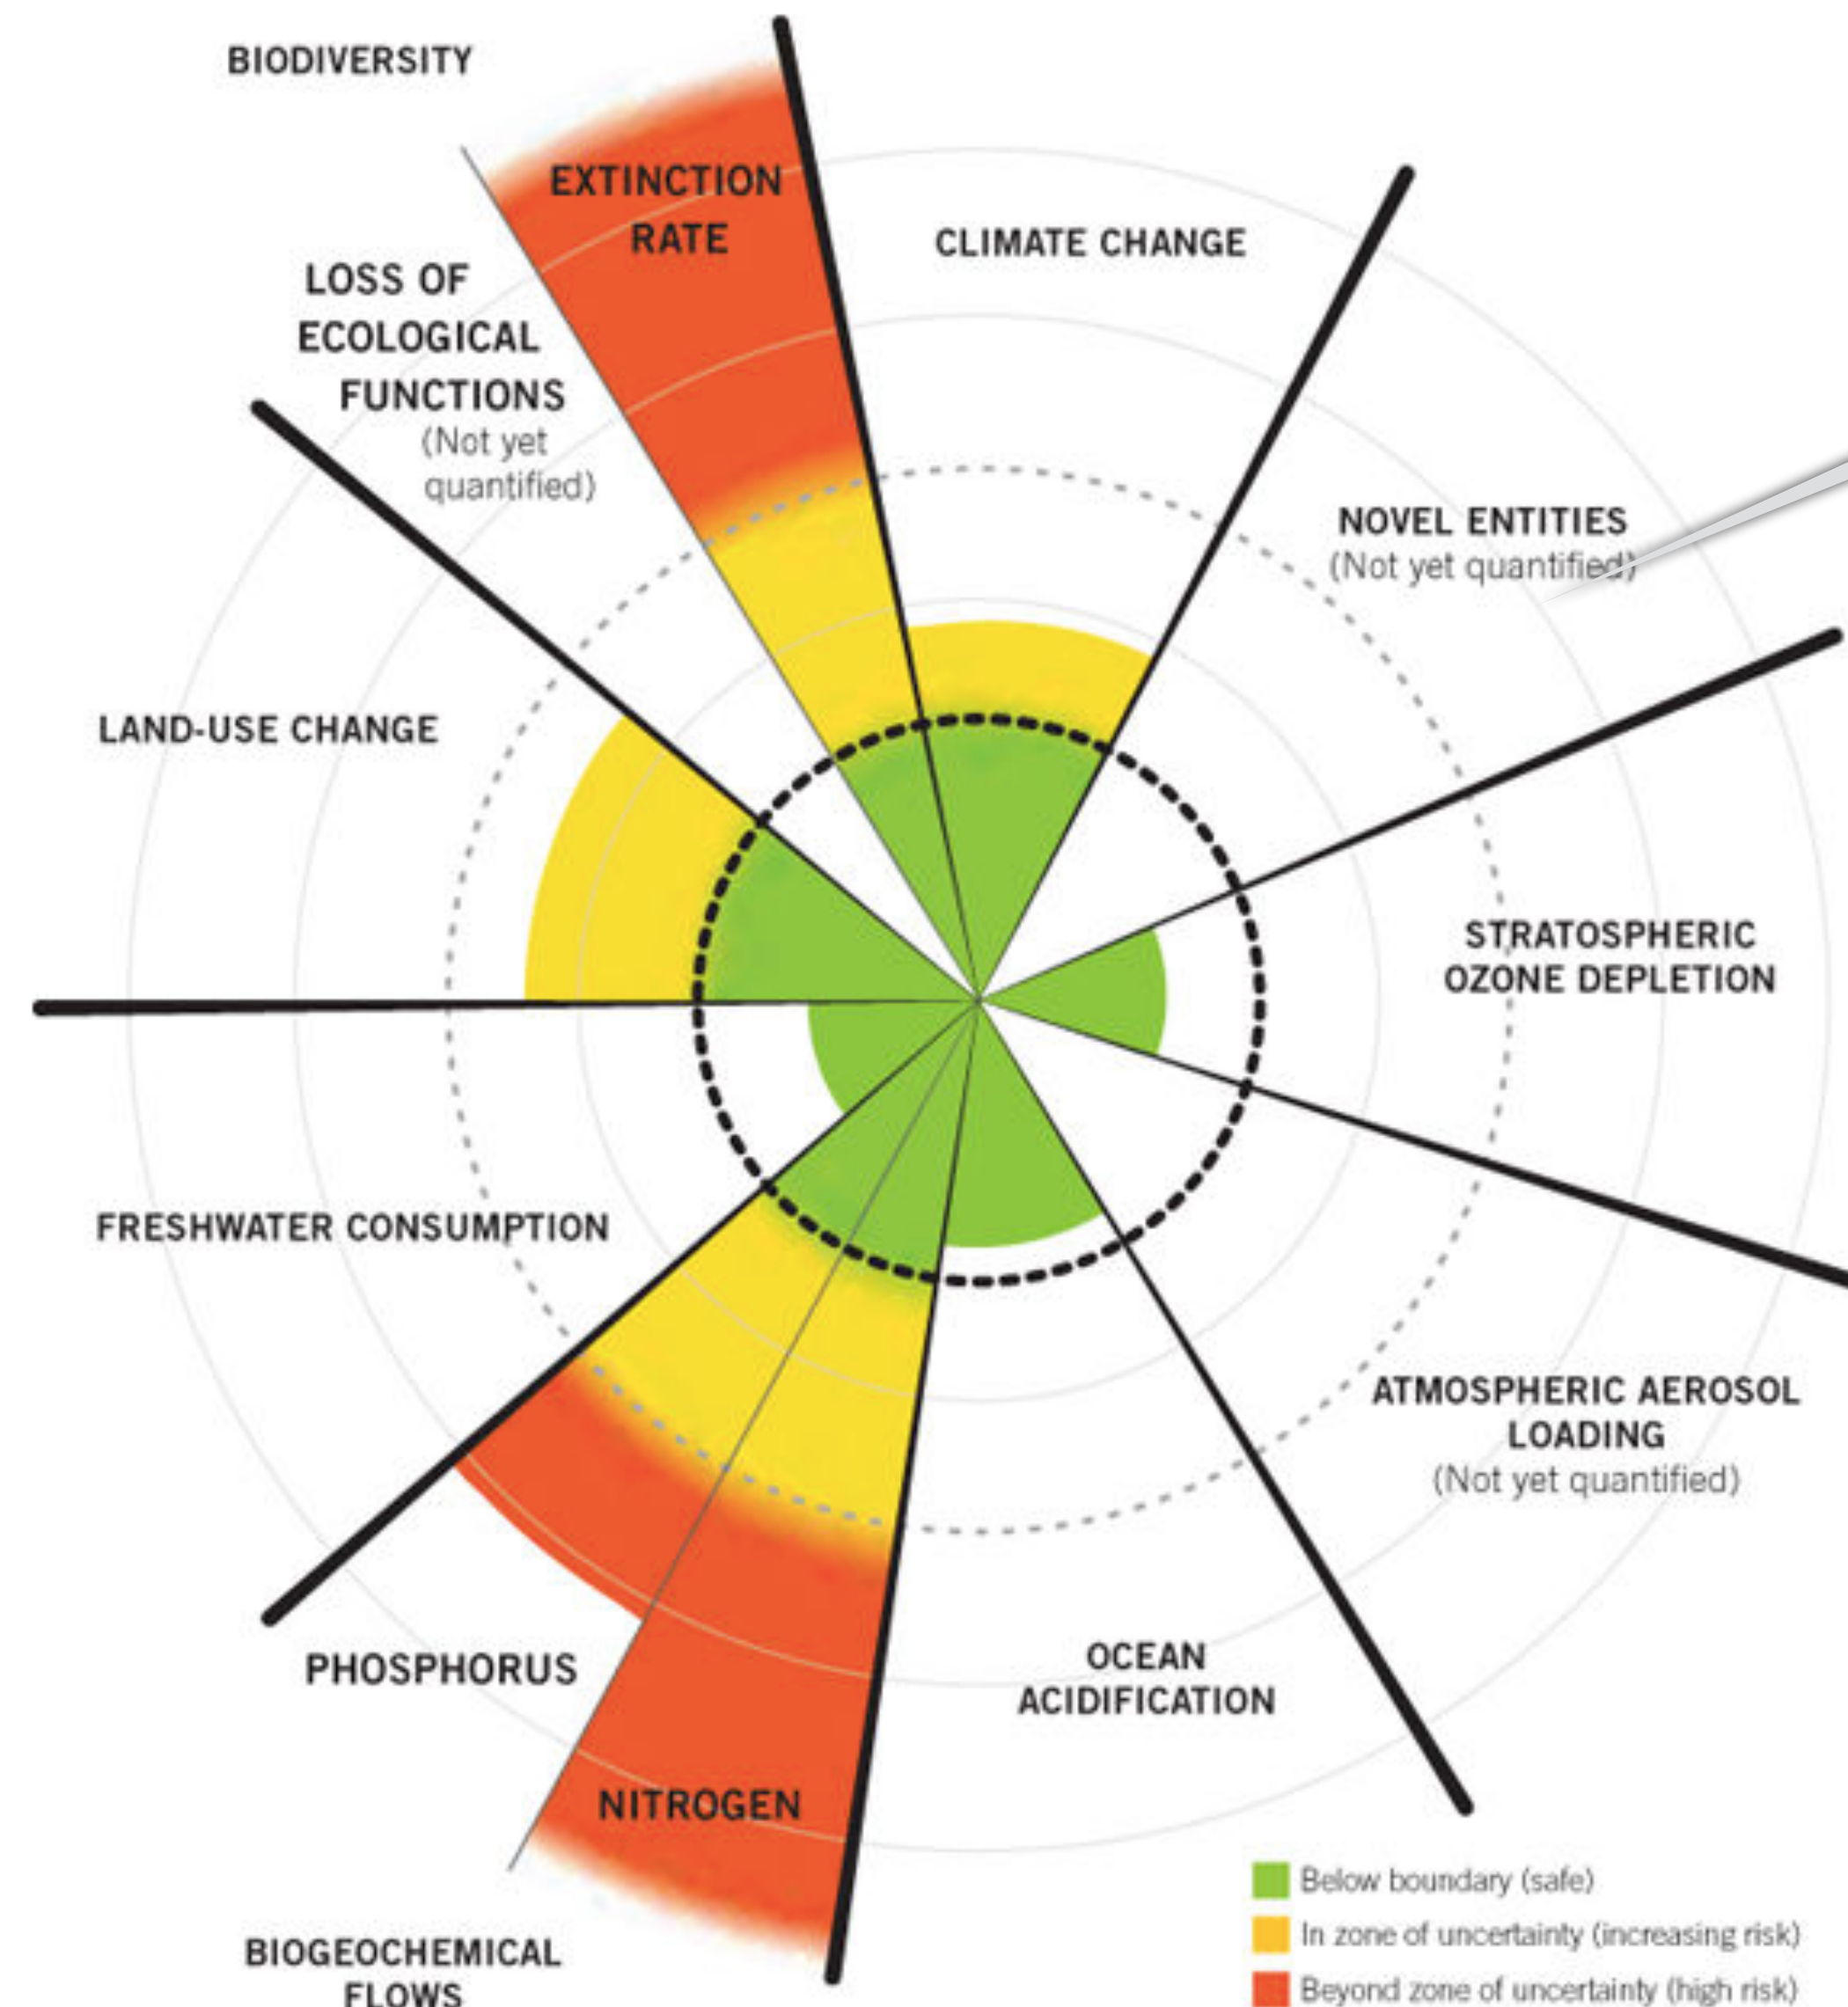 BIODIVERSITY
EXTINCTION
RATE
CLIMATE CHANGE
LOSS OF
ECOLOGICAL
FUNCTIONS
(Not yet
quantified)
NOVEL ENTITIES
(Not yet quantified)
LAND-USE CHANGE
STRATOSPHERIC
OZONE DEPLETION
FRESHWATER CONSUMPTION
ATMOSPHERIC AEROSOL
LOADING
(Not yet quantified)
PHOSPHORUS
OCEAN
ACIDIFICATION
NITROGEN
BIOGEOCHEMICAL
FLOWS
Below boundary (safe)
In zone of uncertainty (increasing risk)
Beyond zone of uncertainty (high risk)